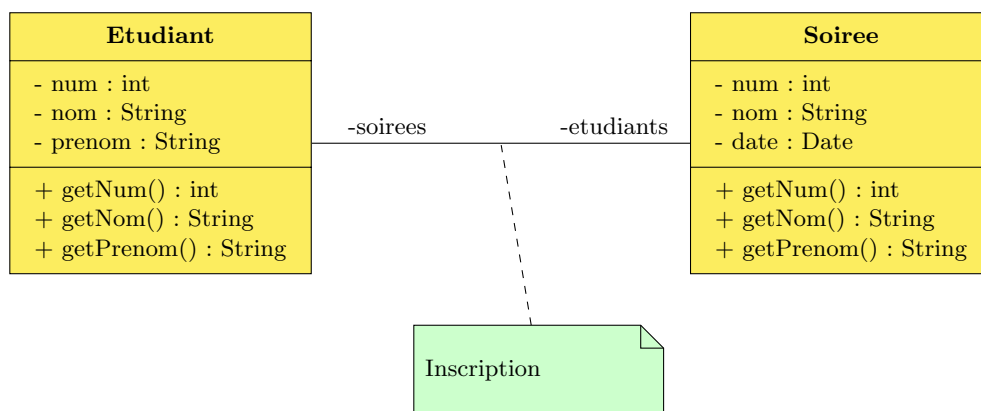 Etudiant
- num : int
- nom : String
- prenom : String
+ getNum() : int
+ getNom() : String
+ getPrenom() : String
-soirees
-etudiants
Soiree
- num : int
- nom : String
- date : Date
+ getNum() : int
+ getNom() : String
+ getPrenom() : String
Inscription